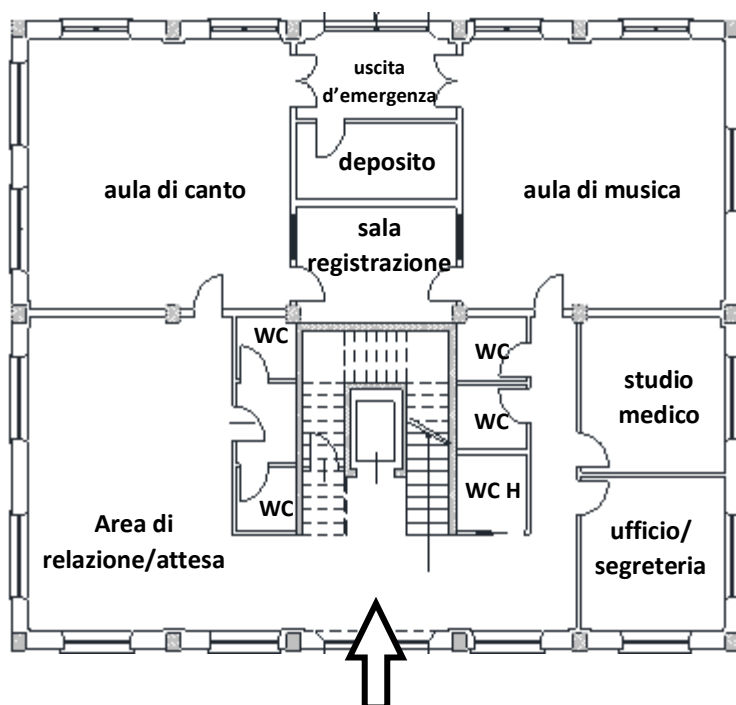 uscita
d’emergenza
deposito
aula di canto
aula di musica
sala
registrazione
WC
WC
studio
medico
WC
WC
WC H
Area di
relazione/attesa
ufficio/
segreteria